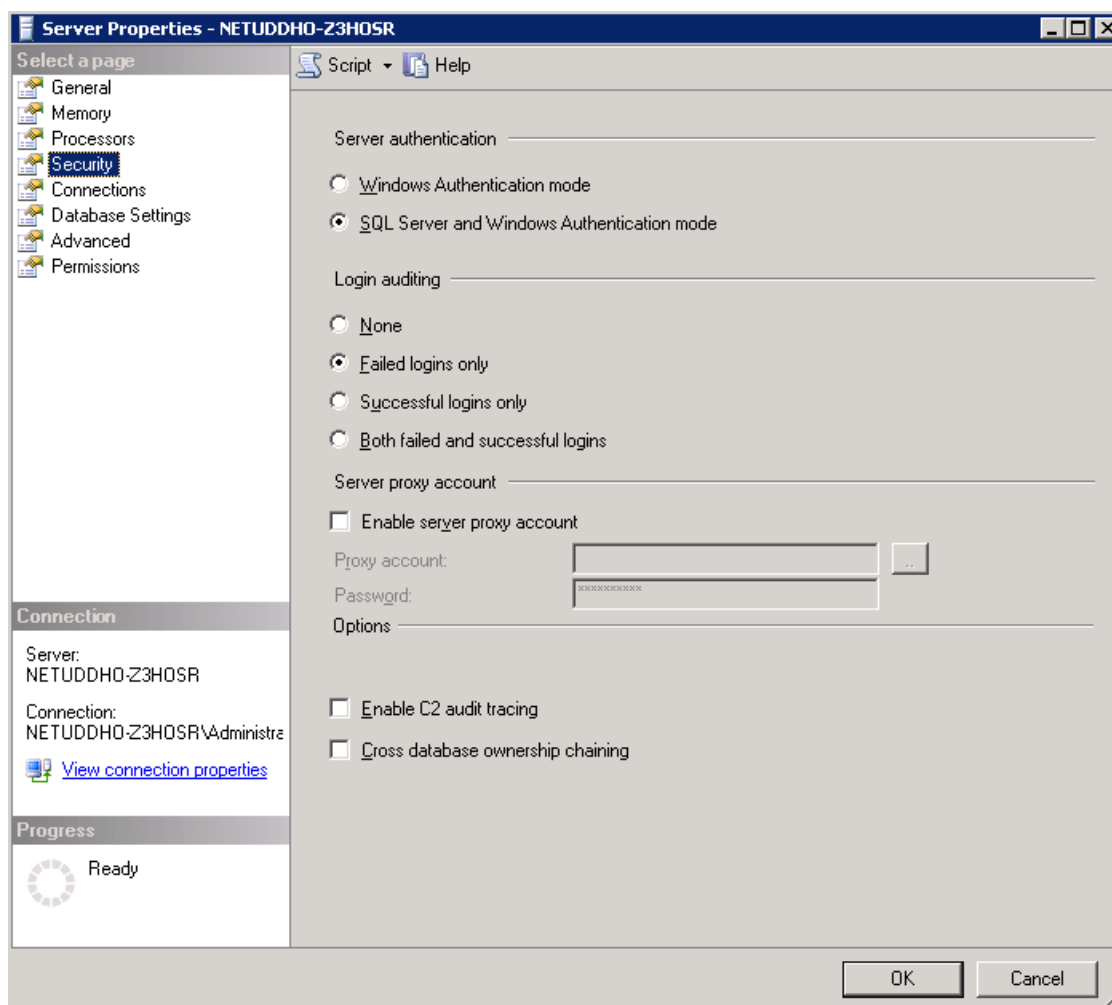 Server Properties - NETUDDHO-Z3HOSR
Select a page
General
Memory
Processors
Security
Connections
Database Settings
Advanced
Permissions
Script
Help
Server authentication
Windows Authentication mode
SQL Server and Windows Authentication mode
Login auditing
None
Failed logins only
Successful logins only
Both failed and successful logins
Server proxy account
Enable server proxy account
Proxy account:
..
Password:
**********
Options
Enable C2 audit tracing
Cross database ownership chaining
Connection
Server:
NETUDDHO-Z3HOSR
Connection:
NETUDDHO-Z3HOSR\Administra
View connection properties
Progress
Ready
OK
Cancel